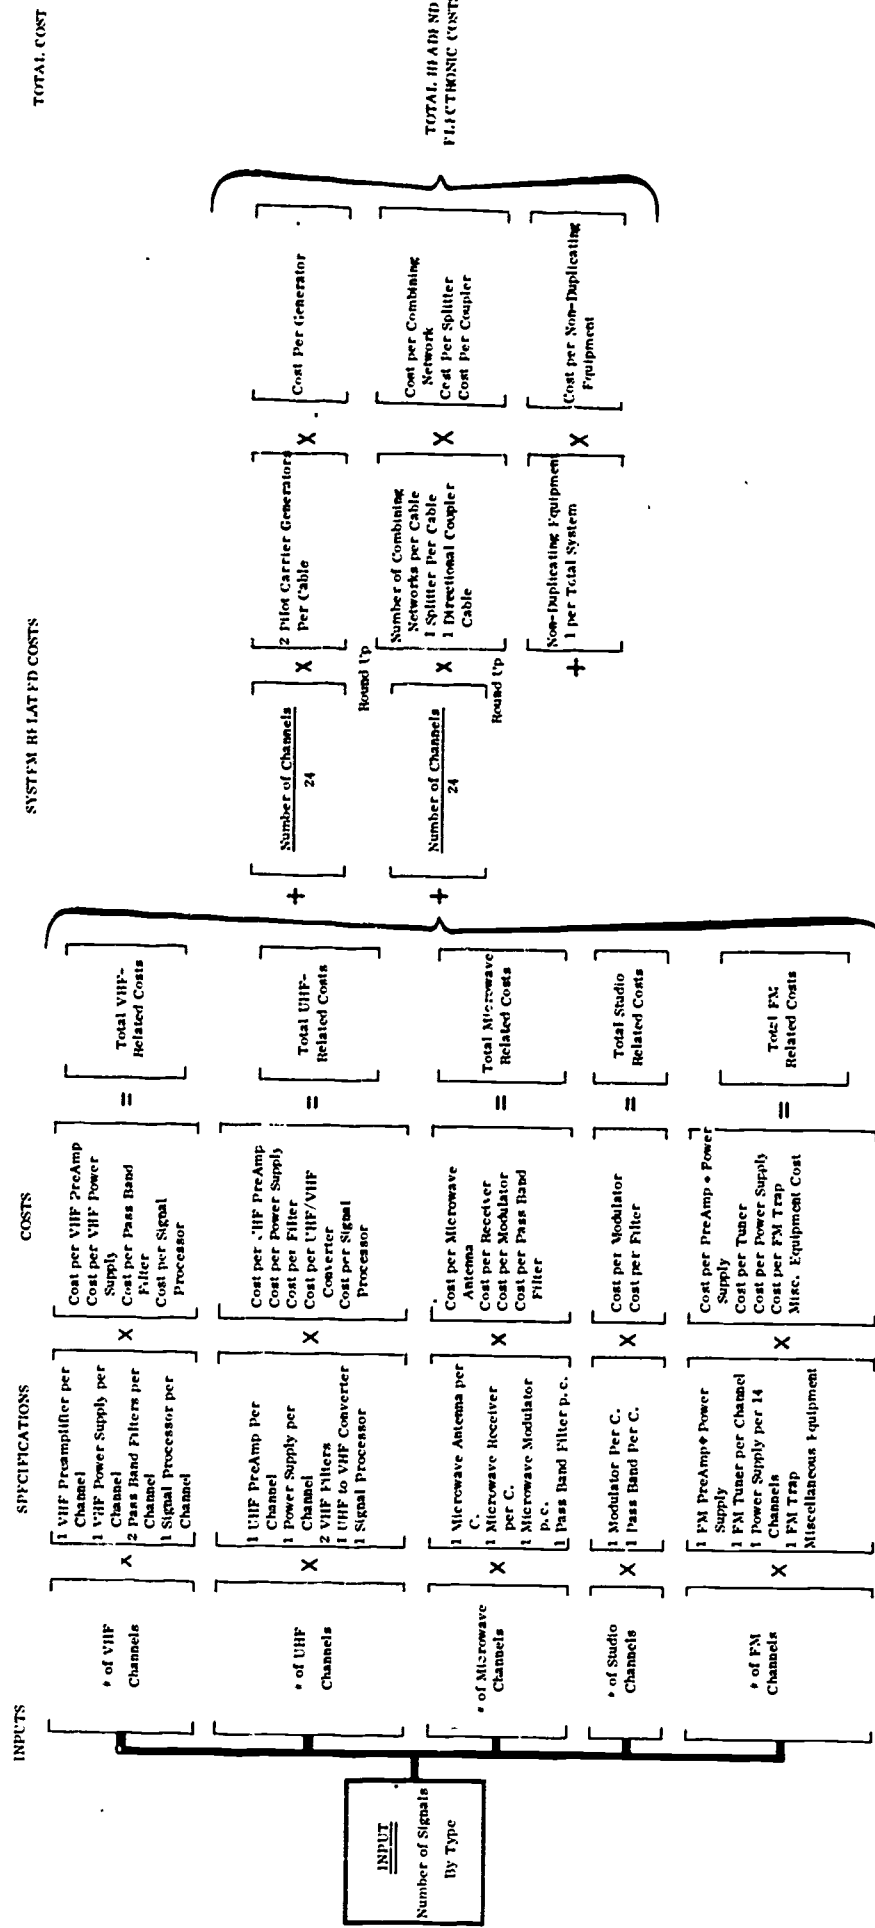 INPUTS
SPECIFICATIONS
COSTS
SYSTEM RELATED COSTS
TOTAL COST
INPUT
Number of Signals
By Type
# of VHF
Channels
1 VHF Preamplifier per
Channel
1 VHF Power Supply per
Channel
2 Pass Band Filters per
Channel
1 Signal Processor per
Channel
Cost per VHF PreAmp
Cost per VHF Power
Supply
Cost per Pass Band
Filter
Cost per Signal
Processor
Total VHF-
Related Costs
# of UHF
Channels
1 UHF PreAmp Per
Channel
1 Power Supply per
Channel
2 VHF Filters
1 UHF to VHF Converter
1 Signal Processor
Cost per UHF PreAmp
Cost per Power Supply
Cost per Filter
Cost per UHF/VHF
Converter
Cost per Signal
Processor
Total UHF-
Related Costs
# of Microwave
Channels
1 Microwave Antenna per
C.
1 Microwave Receiver
per C.
1 Microwave Modulator
p.c.
1 Pass Band Filter p.c.
Cost per Microwave
Antenna
Cost per Receiver
Cost per Modulator
Cost per Pass Band
Filter
Total Microwave
Related Costs
# of Studio
Channels
1 Modulator Per C.
1 Pass Band Per C.
Cost per Modulator
Cost per Filter
Total Studio
Related Costs
# of FM
Channels
1 FM PreAmp+ Power
Supply
1 FM Tuner per Channel
1 Power Supply per 14
Channels
1 FM Trap
Miscellaneous Equipment
Cost per PreAmp + Power
Supply
Cost per Tuner
Cost per Power Supply
Cost per FM Trap
Misc. Equipment Cost
Total FM
Related Costs
Number of Channels
24
Round Up
2 Pilot Carrier Generators
Per Cable
Cost Per Generator
Number of Channels
24
Round Up
Number of Combining
Networks per Cable
1 Splitter Per Cable
1 Directional Coupler
Cable
Cost per Combining
Network
Cost Per Splitter
Cost Per Coupler
Non-Duplicating Equipment
1 per Total System
Cost per Non-Duplicating
Equipment
TOTAL HEADEND
ELECTRONIC COSTS